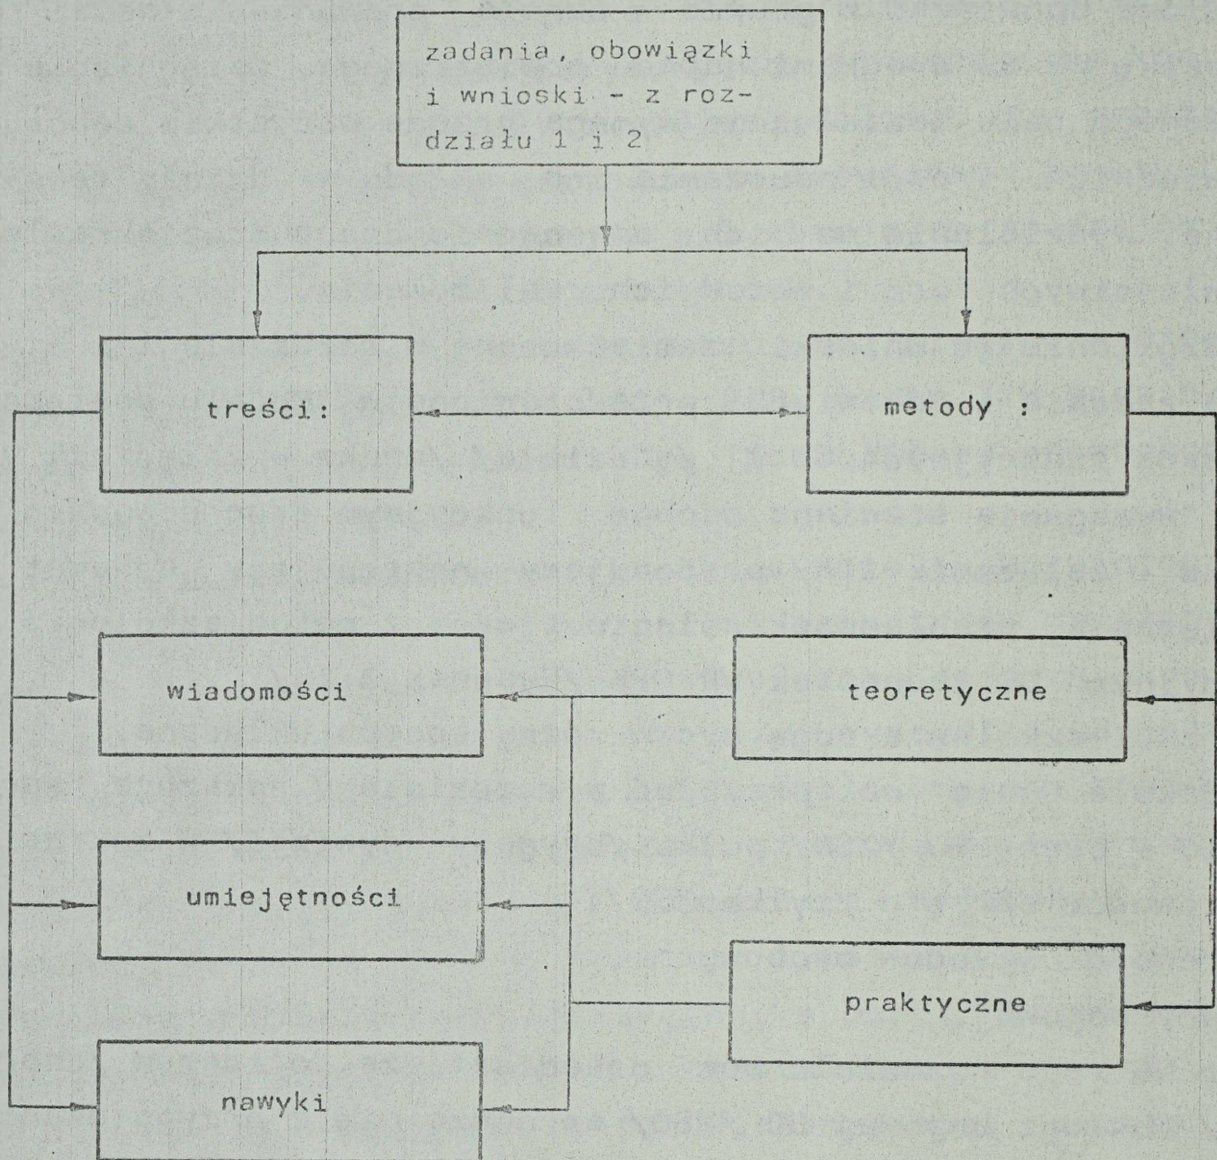 zadania, obowiązki
i wnioski - z roz-
działu 1 i 2
treści:
metody :
wiadomości
teoretyczne
umiejętności
praktyczne
nawyki